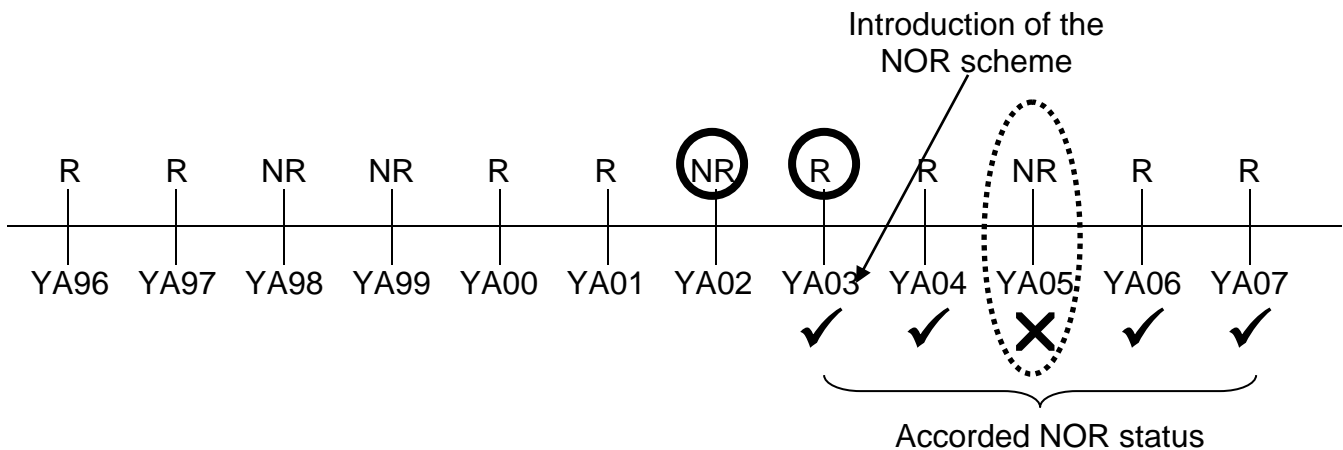 Introduction of the
NOR scheme
R R NR NR R R NR R R NR R R
YA96 YA97 YA98 YA99 YA00 YA01 YA02 YA03 YA04 YA05 YA06 YA07
Accorded NOR status